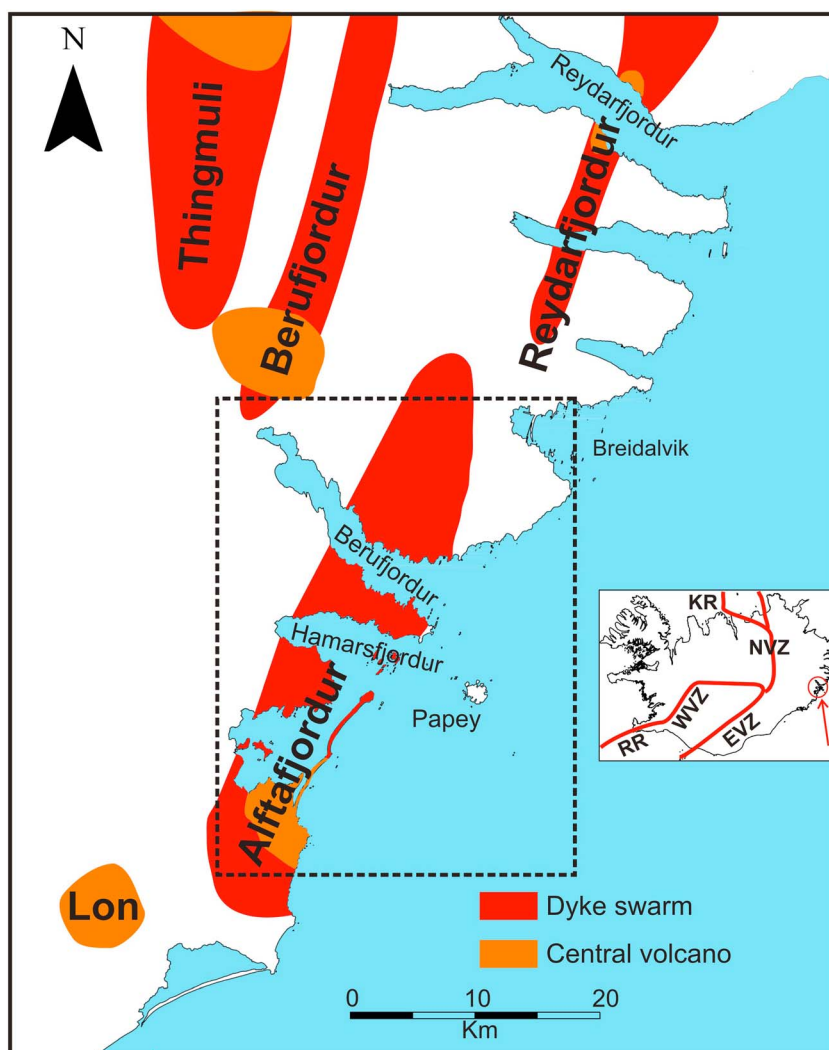 N
Reydarfjordur
Thingmuli
Berufjordur
Reydarfjordur
Breidalvik
Berufjordur
Hamarsfjordur
Papey
Alftafjordur
Lon
KR
NVZ
WVZ
EVZ
RR
Dyke swarm
Central volcano
0 10 20
Km